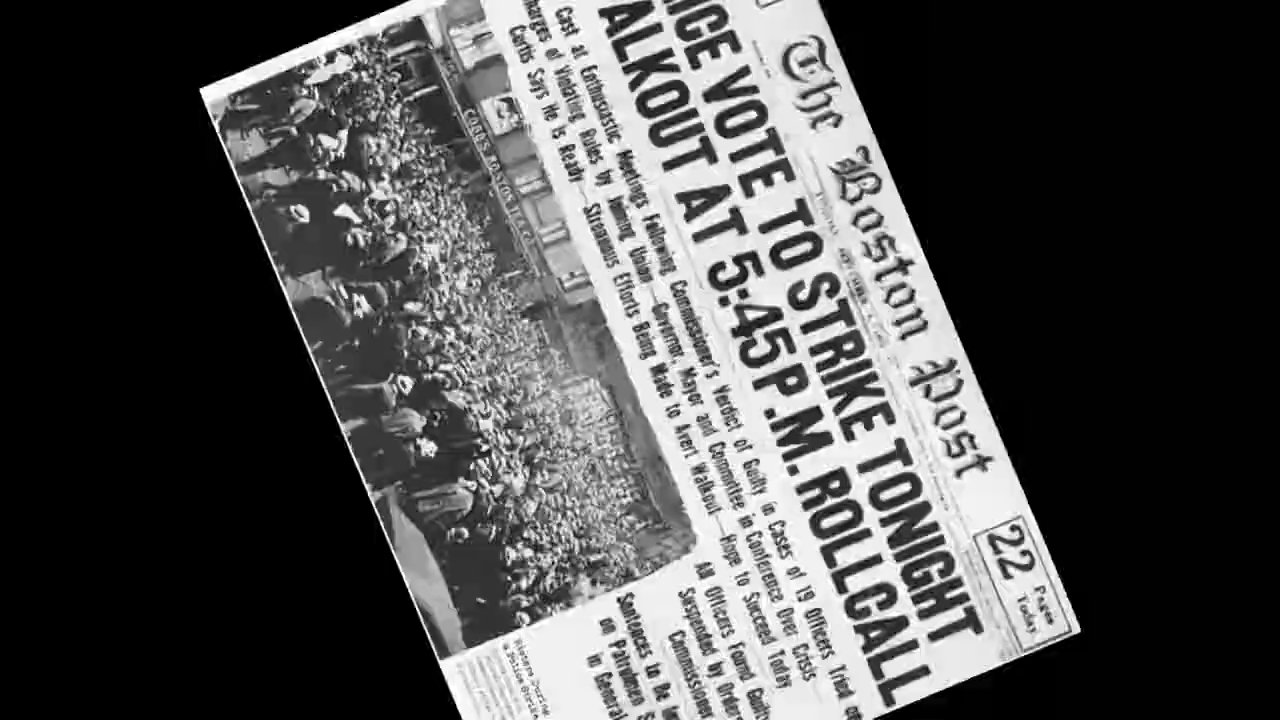 The Boston Post
22 Pages Today
ICE VOTE TO STRIKE TONIGHT
ALKOUT AT 5:45 P.M. ROLLCALL
Cast at Enthusiastic Meetings Following Commissioner's Verdict of Guilty in Cases of 19 Officers Tried on
harges of Violating Rules by Joining Union—Governor, Mayor and Committee in Conference Over Crisis
Curtis Says He Is Ready—Strenuous Efforts Being Made to Avert Walkout—Hope to Succeed Today
All Officers Found Guilty
Suspended by Order
Commissioner
Sentences to Be
on Patrolmen
in General
COBB'S BOSTON